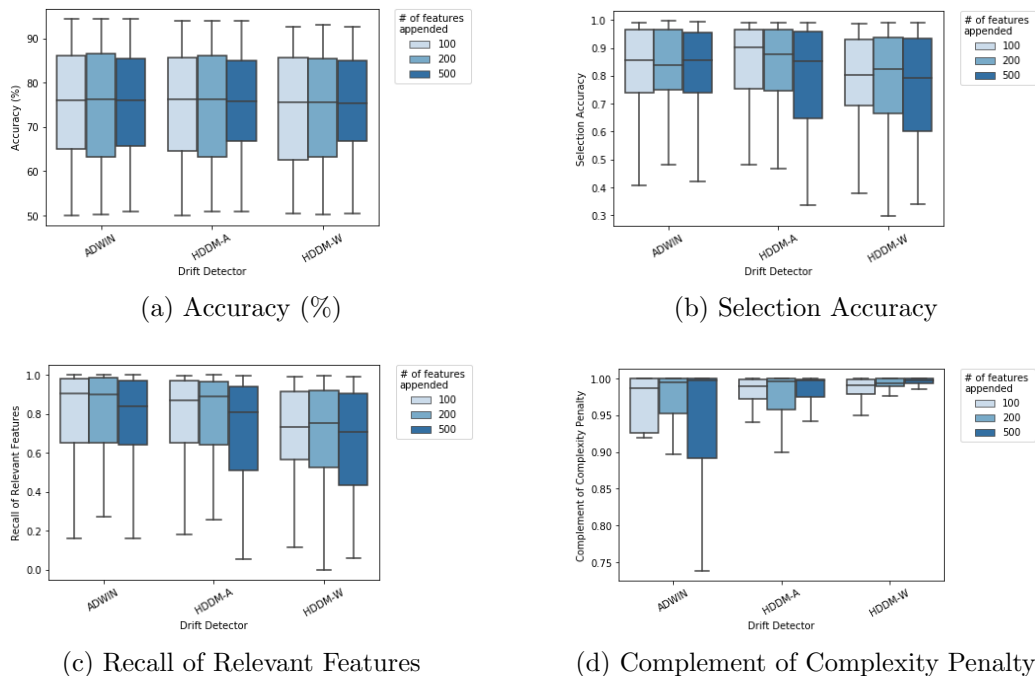 # of features
appended
100
200
500
90
80
70
60
50
Accuracy (%)
ADWIN
HDDM-A
HDDM-W
Drift Detector
(a) Accuracy (%)
# of features
appended
100
200
500
1.0
0.9
0.8
0.7
0.6
0.5
0.4
0.3
Selection Accuracy
ADWIN
HDDM-A
HDDM-W
Drift Detector
(b) Selection Accuracy
# of features
appended
100
200
500
1.0
0.8
0.6
0.4
0.2
0.0
Recall of Relevant Features
ADWIN
HDDM-A
HDDM-W
Drift Detector
(c) Recall of Relevant Features
# of features
appended
100
200
500
1.00
0.95
0.90
0.85
0.80
0.75
Complement of Complexity Penalty
ADWIN
HDDM-A
HDDM-W
Drift Detector
(d) Complement of Complexity Penalty